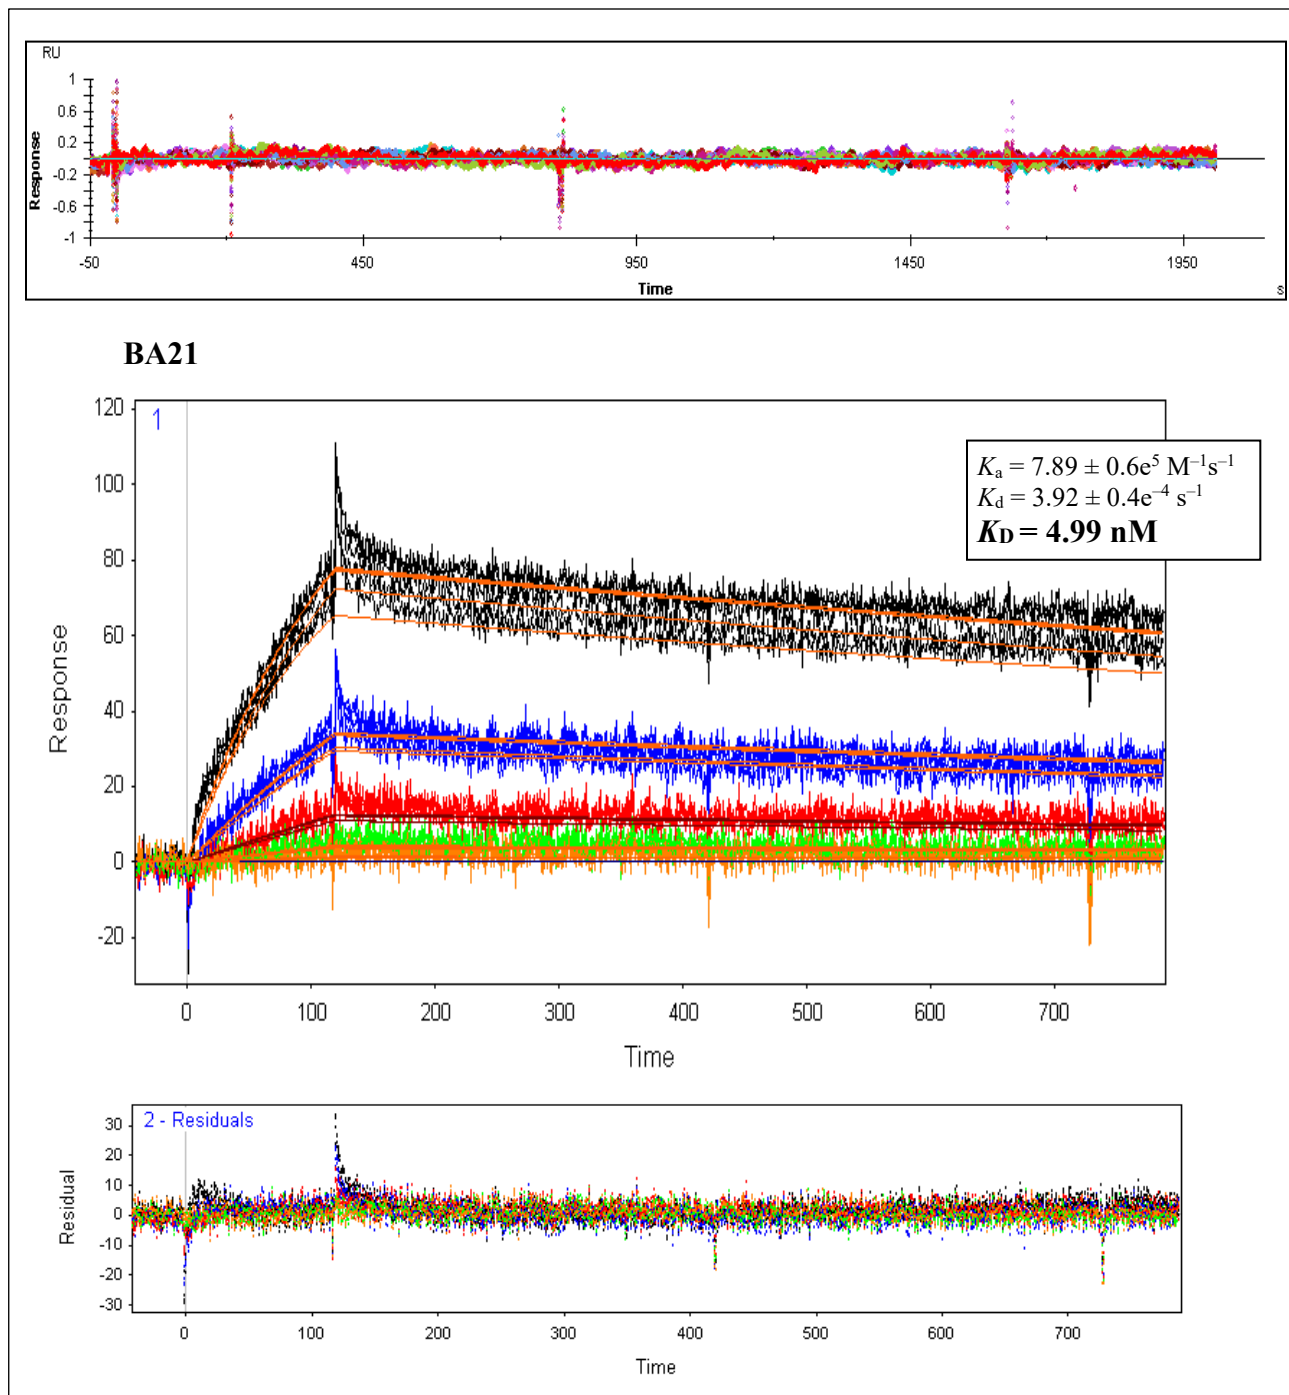 RU
1
0.6
0.2
-0.2
-0.6
-1
Response
-50 450 950 1450 1950
Time
s
BA21
1
120
100
80
60
40
20
0
-20
Response
Kₐ = 7.89 ± 0.6e⁵ M⁻¹s⁻¹
K_d = 3.92 ± 0.4e⁻⁴ s⁻¹
K_D = 4.99 nM
0 100 200 300 400 500 600 700
Time
2 - Residuals
30
20
10
0
-10
-20
-30
Residual
0 100 200 300 400 500 600 700
Time